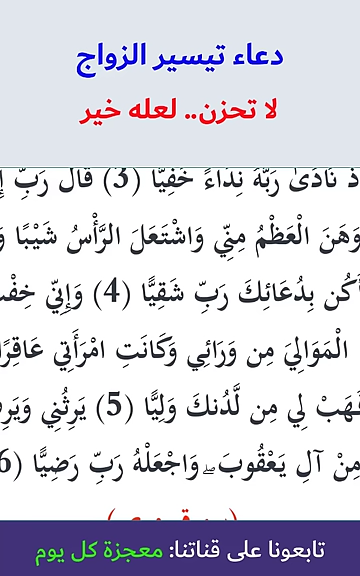 دعاء تيسير الزواج
لا تحزن.. لعله خير
نَادَىٰ رَبَّهُ نِدَاءً خَفِيًّا (3) قَالَ رَبِّ
وَهَنَ الْعَظْمُ مِنِّي وَاشْتَعَلَ الرَّأْسُ شَيْبًا
أَكُن بِدُعَائِكَ رَبِّ شَقِيًّا (4) وَإِنِّي
الْمَوَالِيَ مِن وَرَائِي وَكَانَتِ امْرَأَتِي
فَهَبْ لِي مِن لَّدُنكَ وَلِيًّا (5) يَرِثُنِي
مِنْ آلِ يَعْقُوبَ ۖ وَاجْعَلْهُ رَبِّ رَضِيًّا (6
تابعونا على قناتنا: معجزة كل يوم